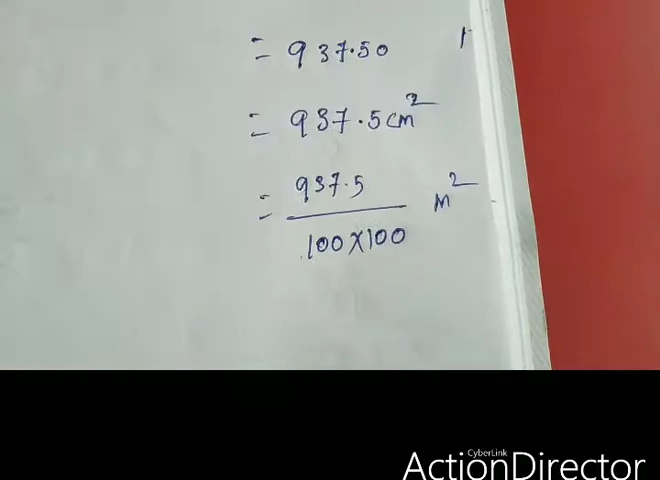 = 937.50
= 937.5 cm²
= 937.5 / 100×100 m²
CyberLink
ActionDirector